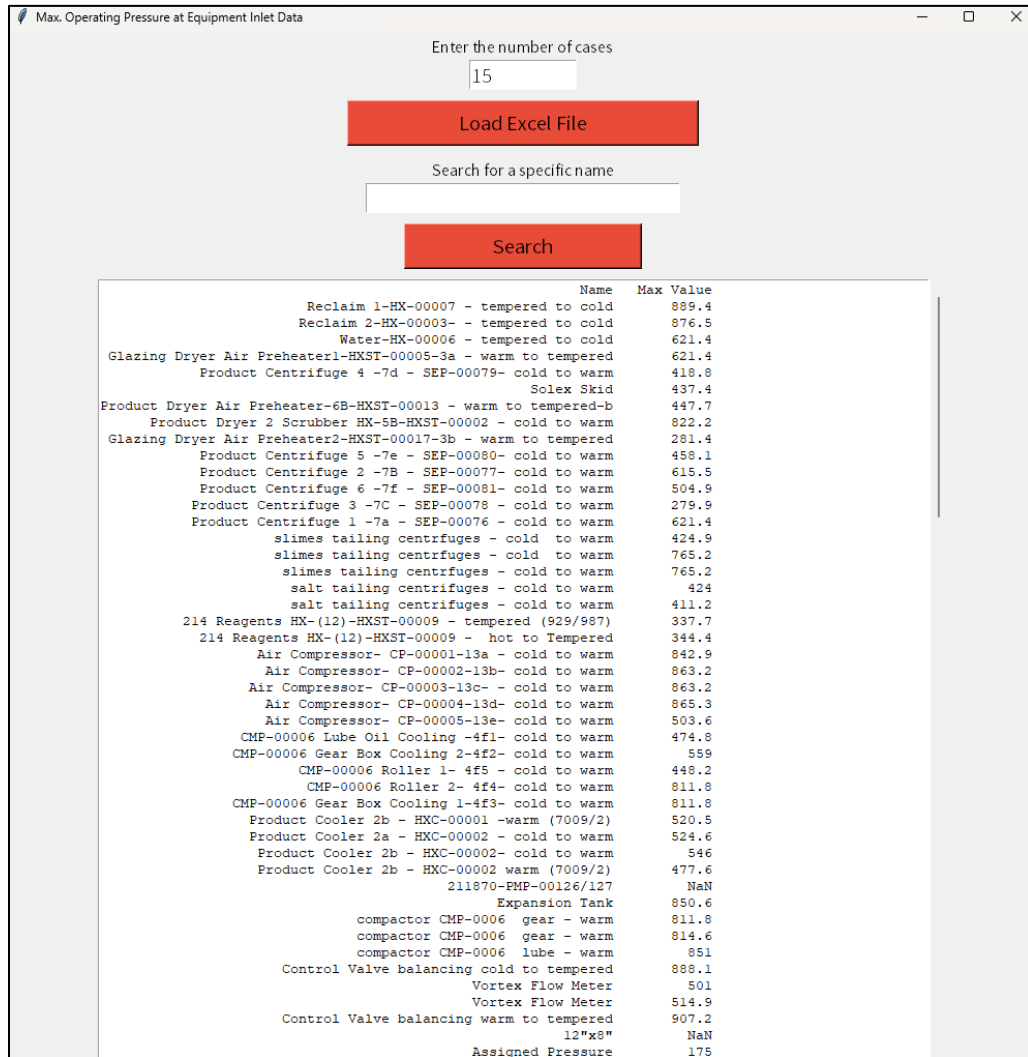 Max. Operating Pressure at Equipment Inlet Data
Enter the number of cases
15
Load Excel File
Search for a specific name
Search
Name Max Value
Reclaim 1-HX-00007 - tempered to cold 889.4
Reclaim 2-HX-00003- - tempered to cold 876.5
Water-HX-00006 - tempered to cold 621.4
Glazing Dryer Air Preheater1-HXST-00005-3a - warm to tempered 621.4
Product Centrifuge 4 -7d - SEP-00079- cold to warm 418.8
Solex Skid 437.4
Product Dryer Air Preheater-6B-HXST-00013 - warm to tempered-b 447.7
Product Dryer 2 Scrubber HX-5B-HXST-00002 - cold to warm 822.2
Glazing Dryer Air Preheater2-HXST-00017-3b - warm to tempered 281.4
Product Centrifuge 5 -7e - SEP-00080- cold to warm 458.1
Product Centrifuge 2 -7B - SEP-00077- cold to warm 615.5
Product Centrifuge 6 -7f - SEP-00081- cold to warm 504.9
Product Centrifuge 3 -7C - SEP-00078 - cold to warm 279.9
Product Centrifuge 1 -7a - SEP-00076 - cold to warm 621.4
slimes tailing centrfuges - cold  to warm 424.9
slimes tailing centrfuges - cold  to warm 765.2
slimes tailing centrfuges - cold to warm 765.2
salt tailing centrifuges - cold to warm 424
salt tailing centrifuges - cold to warm 411.2
214 Reagents HX-(12)-HXST-00009 - tempered (929/987) 337.7
214 Reagents HX-(12)-HXST-00009 -  hot to Tempered 344.4
Air Compressor- CP-00001-13a - cold to warm 842.9
Air Compressor- CP-00002-13b- cold to warm 863.2
Air Compressor- CP-00003-13c- - cold to warm 863.2
Air Compressor- CP-00004-13d- cold to warm 865.3
Air Compressor- CP-00005-13e- cold to warm 503.6
CMP-00006 Lube Oil Cooling -4f1- cold to warm 474.8
CMP-00006 Gear Box Cooling 2-4f2- cold to warm 559
CMP-00006 Roller 1- 4f5 - cold to warm 448.2
CMP-00006 Roller 2- 4f4- cold to warm 811.8
CMP-00006 Gear Box Cooling 1-4f3- cold to warm 811.8
Product Cooler 2b - HXC-00001 -warm (7009/2) 520.5
Product Cooler 2a - HXC-00002 - cold to warm 524.6
Product Cooler 2b - HXC-00002- cold to warm 546
Product Cooler 2b - HXC-00002 warm (7009/2) 477.6
211870-PMP-00126/127 NaN
Expansion Tank 850.6
compactor CMP-0006  gear - warm 811.8
compactor CMP-0006  gear - warm 814.6
compactor CMP-0006  lube - warm 851
Control Valve balancing cold to tempered 888.1
Vortex Flow Meter 501
Vortex Flow Meter 514.9
Control Valve balancing warm to tempered 907.2
12"x8" NaN
Assigned Pressure 175